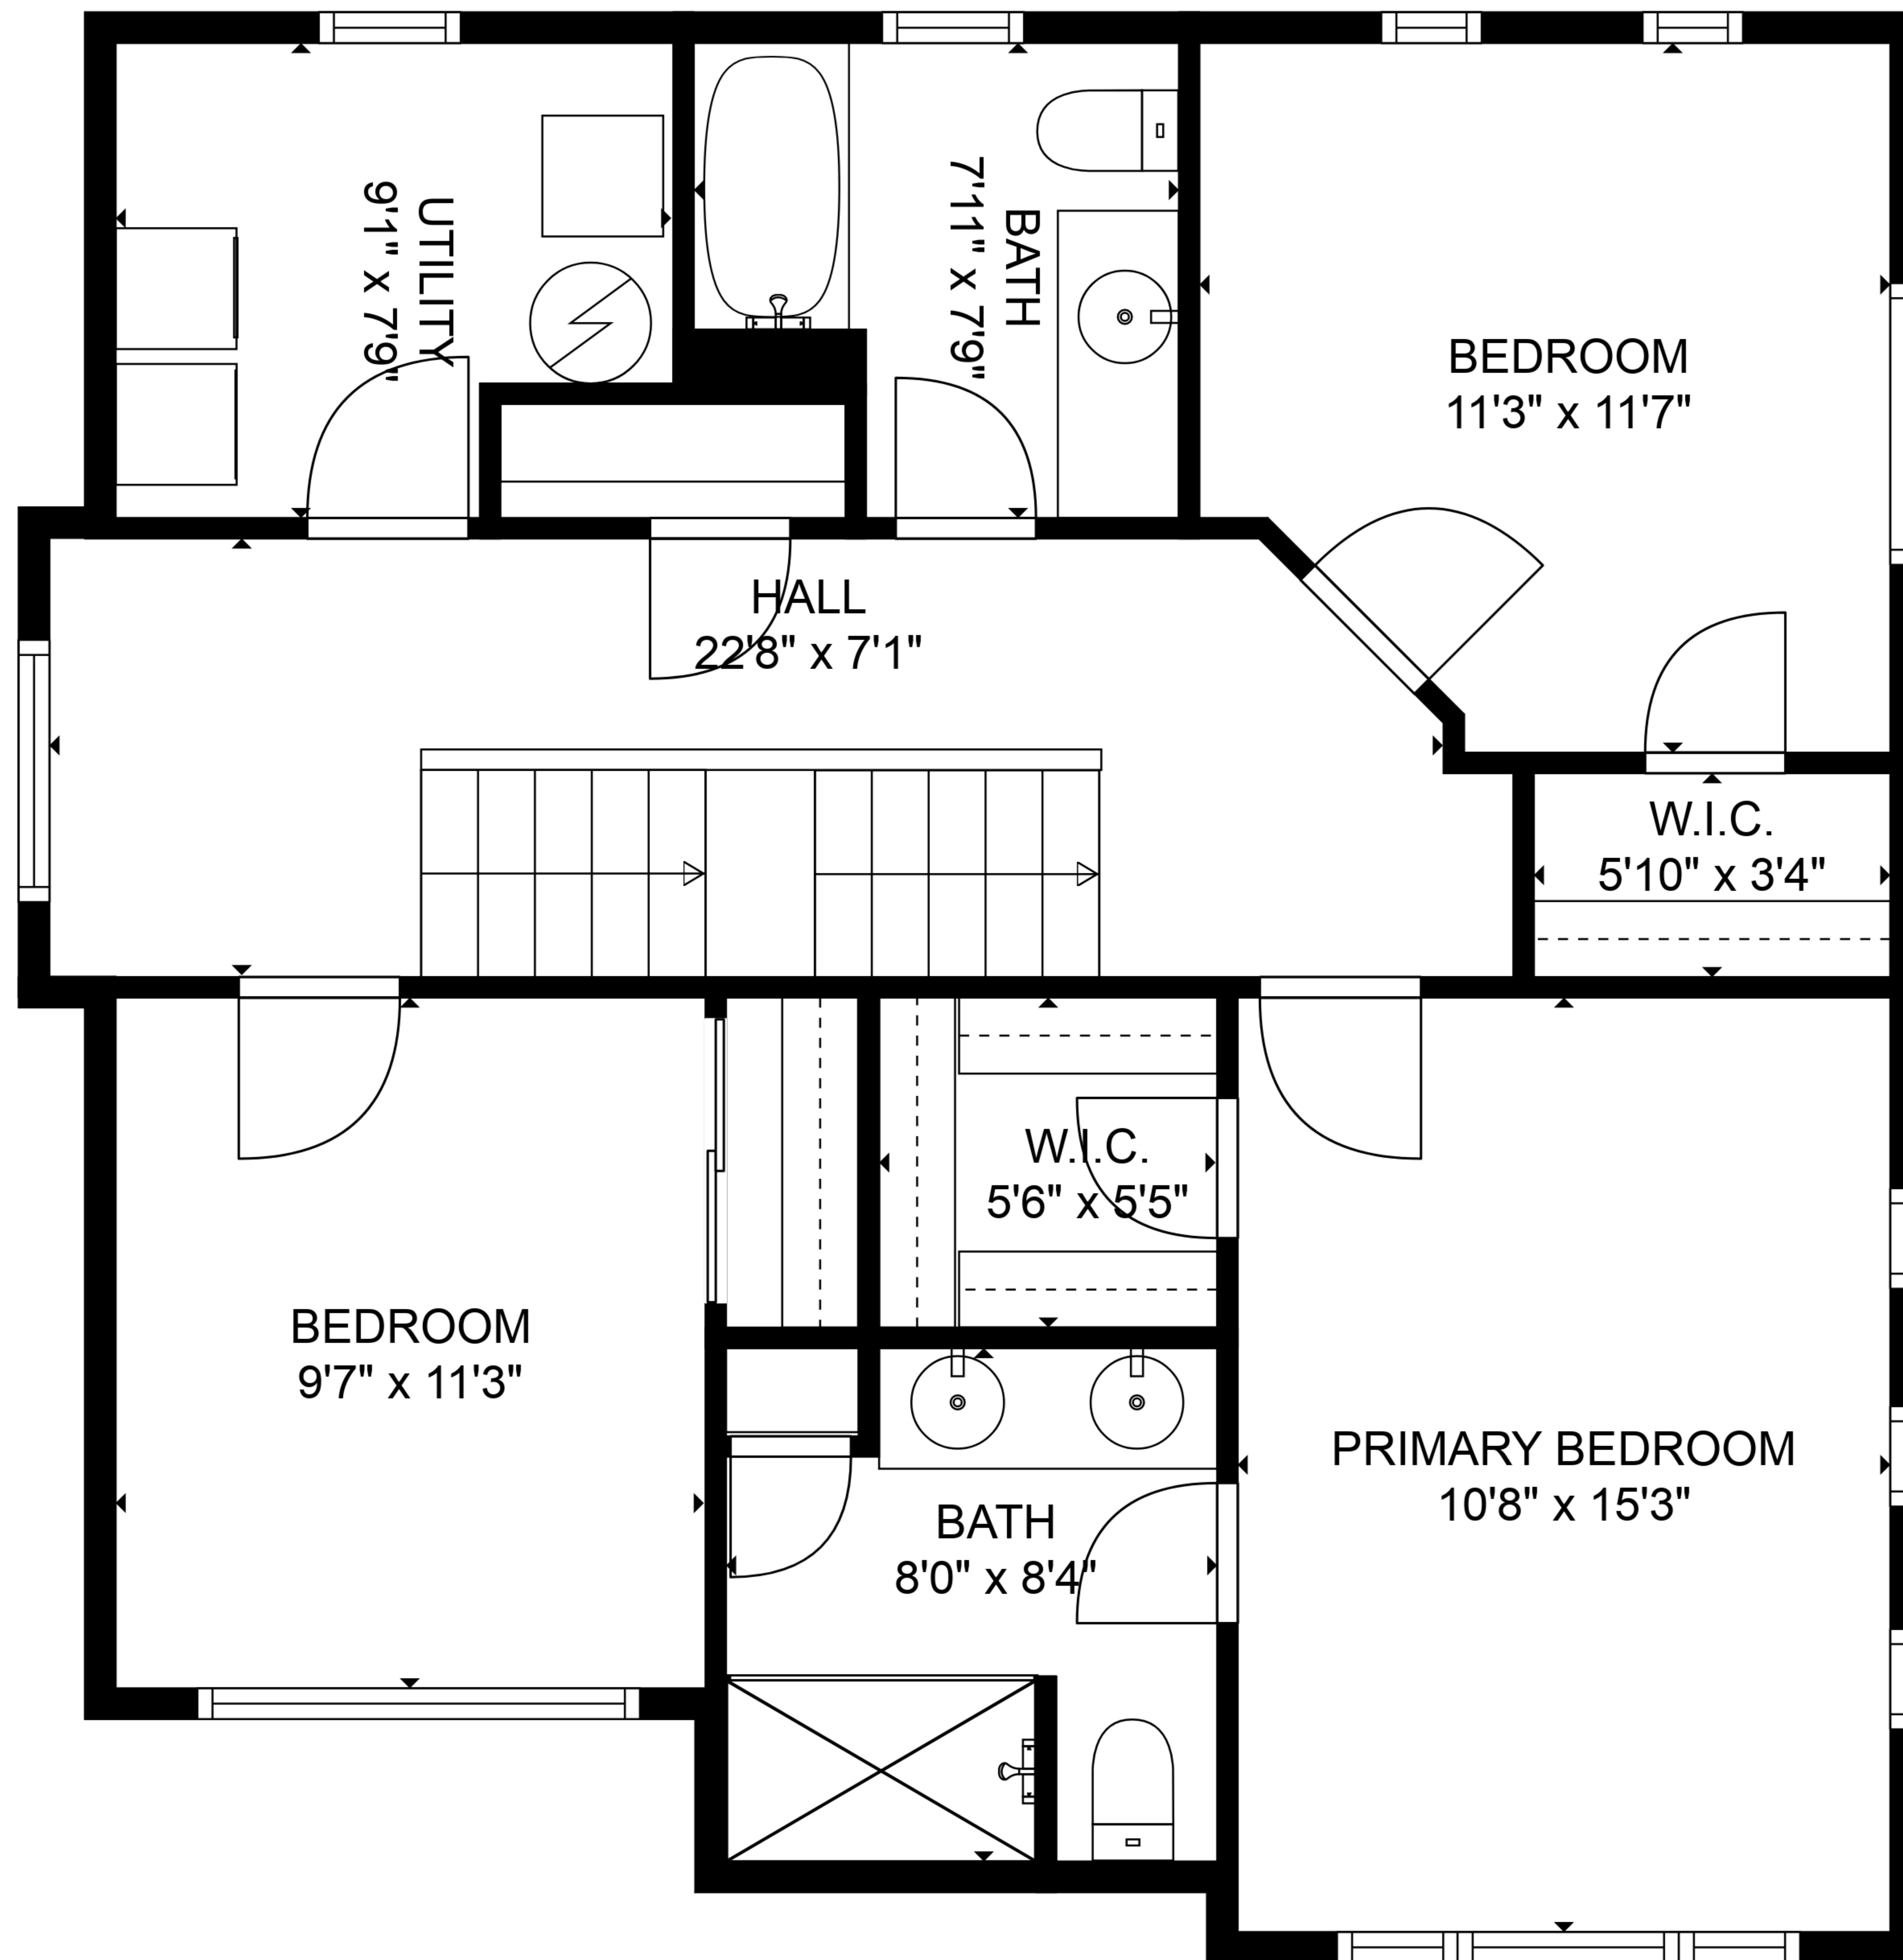 UTILITY
9'1" x 7'9"
BATH
7'11" x 7'9"
BEDROOM
11'3" x 11'7"
HALL
22'8" x 7'1"
W.I.C.
5'10" x 3'4"
W.I.C.
5'6" x 5'5"
BEDROOM
9'7" x 11'3"
PRIMARY BEDROOM
10'8" x 15'3"
BATH
8'0" x 8'4"